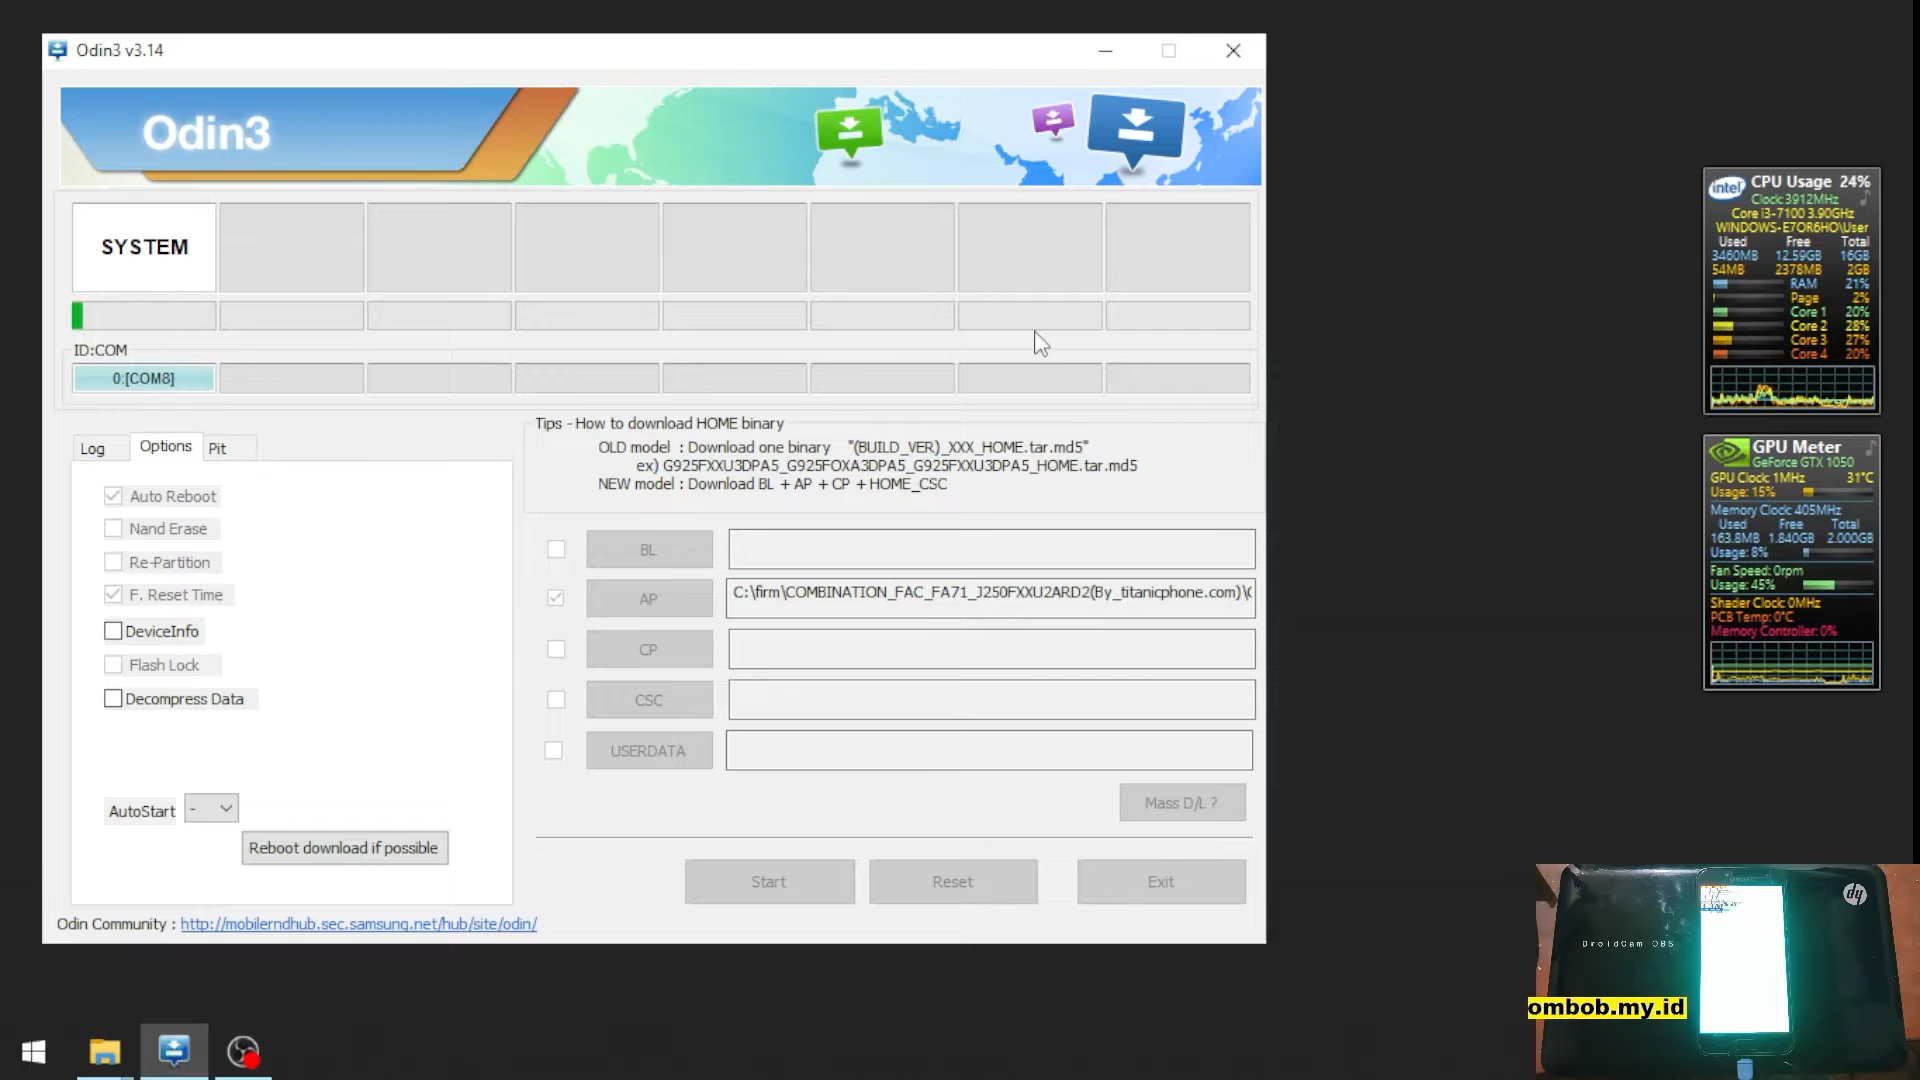 Odin3 v3.14
Odin3
SYSTEM
ID:COM
0:[COM8]
Log
Options
Pit
Auto Reboot
Nand Erase
Re-Partition
F. Reset Time
DeviceInfo
Flash Lock
Decompress Data
AutoStart
-
Reboot download if possible
Tips - How to download HOME binary
OLD model : Download one binary "(BUILD_VER)_XXX_HOME.tar.md5"
ex) G925FXXU3DPA5_G925FOXA3DPA5_G925FXXU3DPA5_HOME.tar.md5
NEW model : Download BL + AP + CP + HOME_CSC
BL
AP
C:\firm\COMBINATION_FAC_FA71_J250FXXU2ARD2(By_titanicphone.com)\
CP
CSC
USERDATA
Mass D/L ?
Start
Reset
Exit
Odin Community : http://mobilerndhub.sec.samsung.net/hub/site/odin/
intel
CPU Usage 24%
Clock: 3912MHz
Core i3-7100 3.90GHz
WINDOWS-E7OR6HO\User
Used Free Total
3460MB 12.59GB 16GB
54MB 2378MB 2GB
RAM 21%
Page 2%
Core 1 20%
Core 2 28%
Core 3 27%
Core 4 20%
GPU Meter
GeForce GTX 1050
GPU Clock: 1MHz 31°C
Usage: 15%
Memory Clock: 405MHz
Used Free Total
163.8MB 1.840GB 2.000GB
Usage: 8%
Fan Speed: 0rpm
Usage: 45%
Shader Clock: 0MHz
PCB Temp: 0°C
Memory Controller: 0%
hp
DroidCam OBS
ombob.my.id